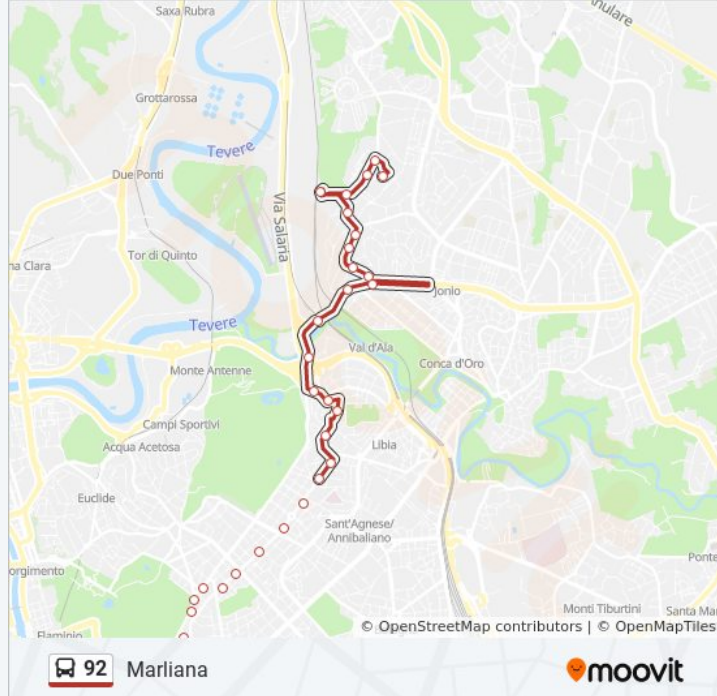 Saxa Rubra
nulare
Grottarossa
Tevere
Due Ponti
Via Salaria
na Clara
Tor di Quinto
Jonio
Tevere
Val d'Ala
Monte Antenne
Conca d'Oro
Campi Sportivi
Acqua Acetosa
Libia
Euclide
Sant'Agnese/
Annibaliano
Ponte
orgimento
Monti Tiburtini
Santa Ma
Flaminio
© OpenStreetMap contributors | © OpenMapTiles
92 Marliana
moovit